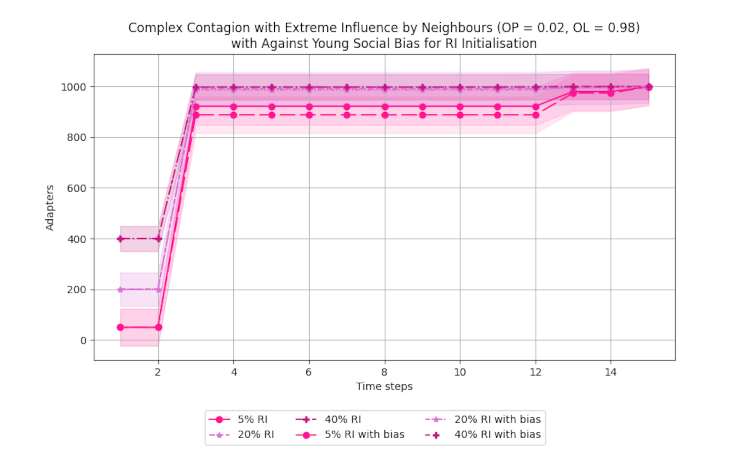 Complex Contagion with Extreme Influence by Neighbours (OP = 0.02, OL = 0.98)
with Against Young Social Bias for RI Initialisation
Adapters
1000
800
600
400
200
0
2 4 6 8 10 12 14
Time steps
5% RI 40% RI 20% RI with bias
20% RI 5% RI with bias 40% RI with bias